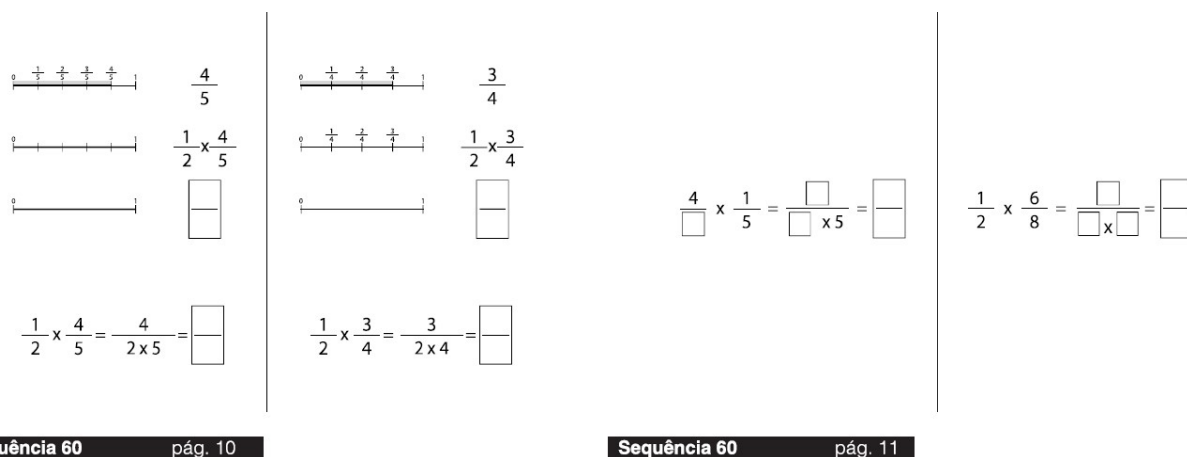 0 1/5 2/5 3/5 4/5 1
4/5
0 1
1/2 x 4/5
0 1
1/2 x 4/5 = 4/(2 x 5) =
0 1/4 2/4 3/4 1
3/4
0 1/4 2/4 3/4 1
1/2 x 3/4
0 1
1/2 x 3/4 = 3/(2 x 4) =
uência 60 pág. 10
4/□ x 1/5 = □/(□ x 5) =
1/2 x 6/8 = □/(□ x □) =
Sequência 60 pág. 11